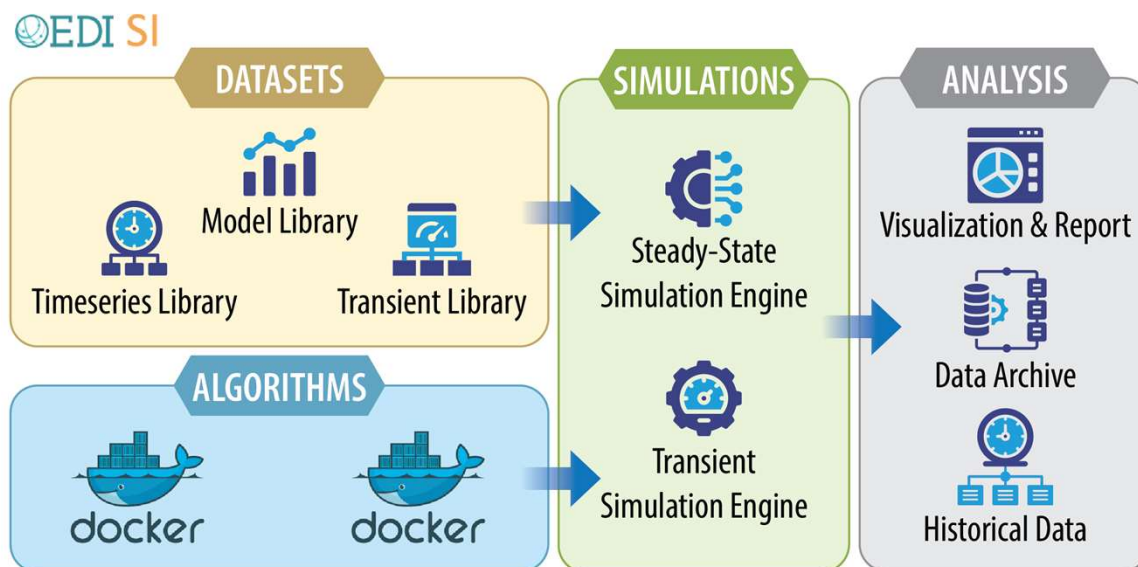 OEDI SI
DATASETS
Model Library
Timeseries Library
Transient Library
ALGORITHMS
docker
docker
SIMULATIONS
Steady-State
Simulation Engine
Transient
Simulation Engine
ANALYSIS
Visualization & Report
Data Archive
Historical Data